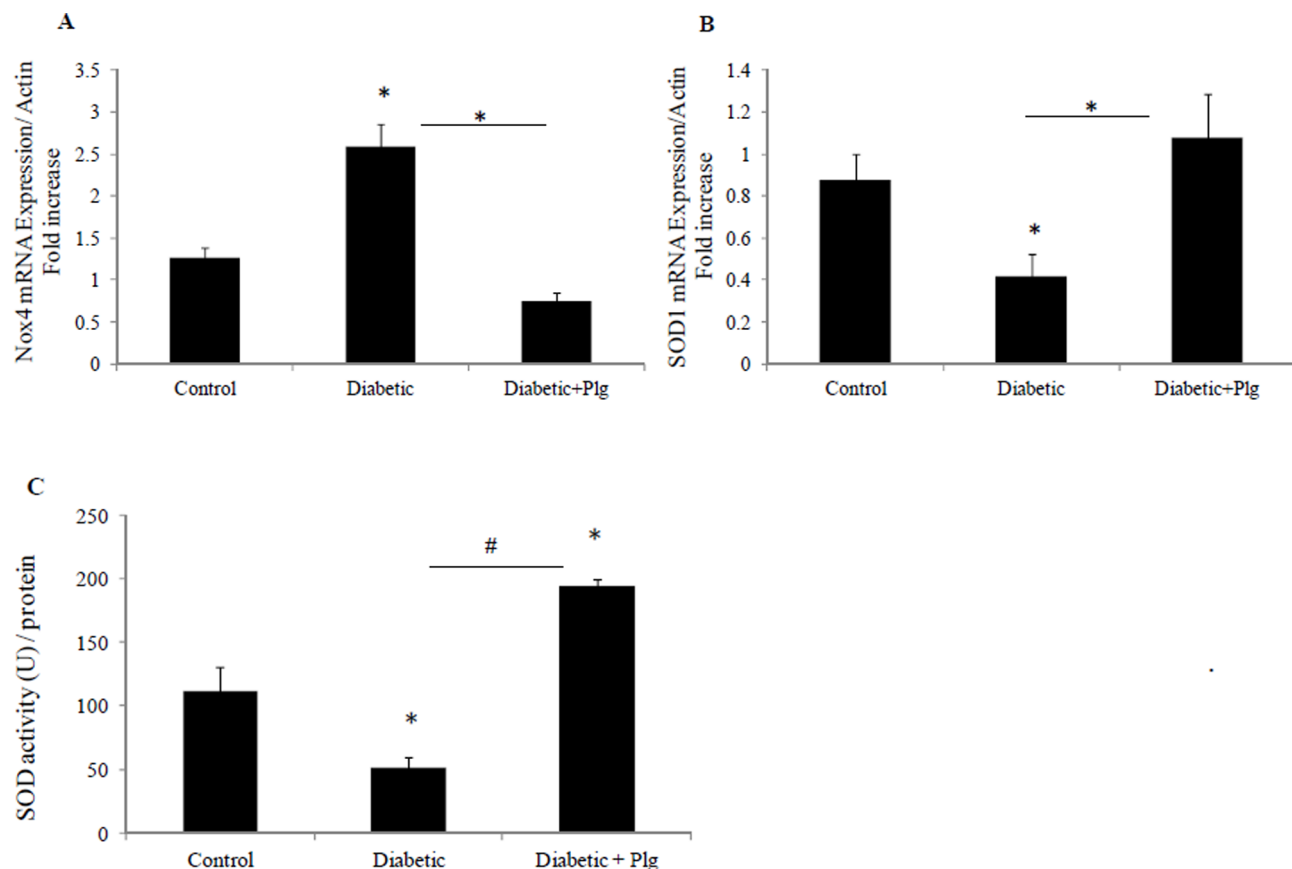 A
Nox4 mRNA Expression/ Actin
Fold increase
3.5
3
2.5
2
1.5
1
0.5
0
*
*
Control
Diabetic
Diabetic+Plg
B
SOD1 mRNA Expression/Actin
Fold increase
1.4
1.2
1
0.8
0.6
0.4
0.2
0
*
*
Control
Diabetic
Diabetic+Plg
C
SOD activity (U) / protein
250
200
150
100
50
0
*
#
*
Control
Diabetic
Diabetic + Plg
.